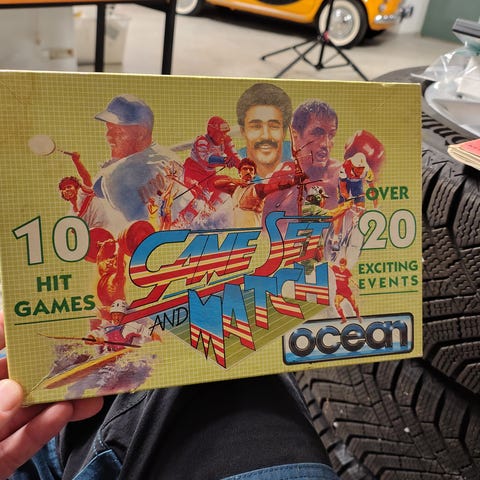 10
HIT
GAMES
GAME SET
AND MATCH
OVER
20
EXCITING
EVENTS
ocean